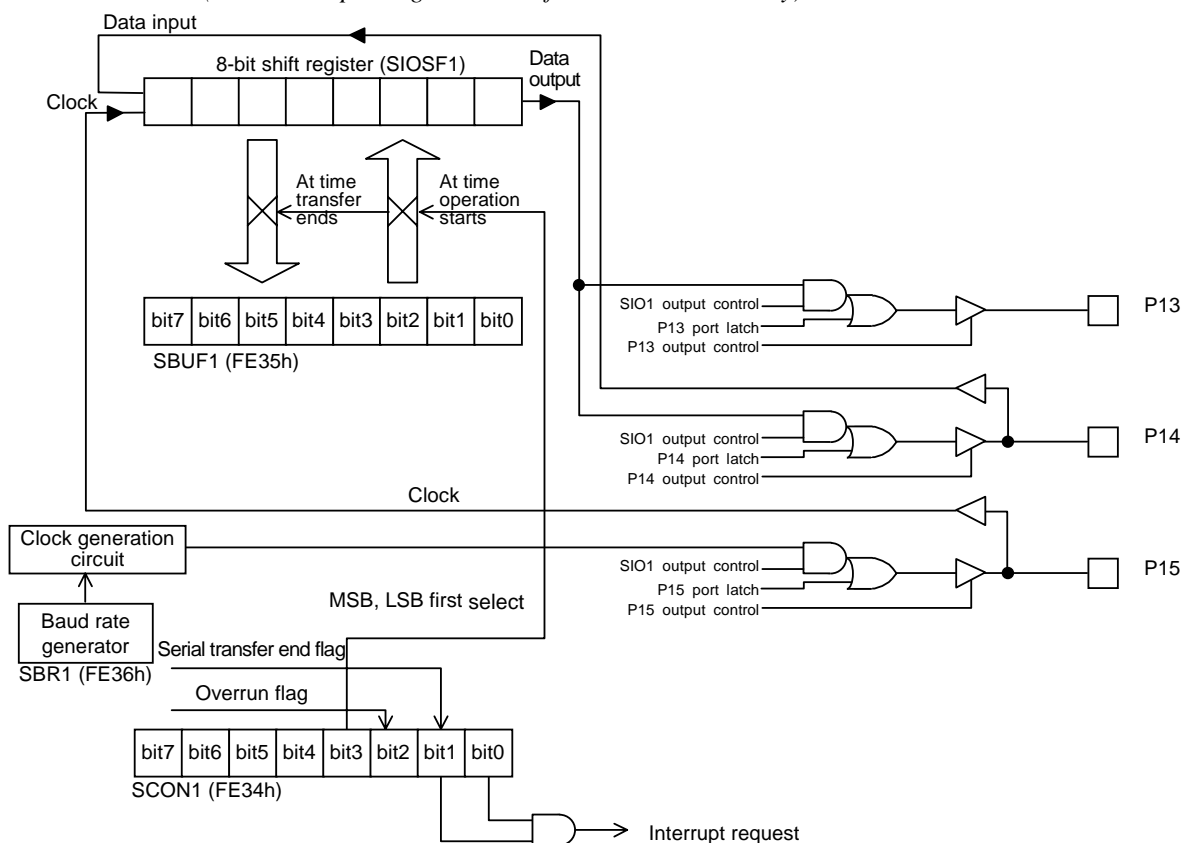 Data input
8-bit shift register (SIOSF1)
Data
output
Clock
At time
transfer
ends
At time
operation
starts
bit7 bit6 bit5 bit4 bit3 bit2 bit1 bit0
SBUF1 (FE35h)
SIO1 output control
P13 port latch
P13 output control
P13
SIO1 output control
P14 port latch
P14 output control
P14
Clock
Clock generation
circuit
SIO1 output control
P15 port latch
P15 output control
P15
Baud rate
generator
SBR1 (FE36h)
MSB, LSB first select
Serial transfer end flag
Overrun flag
bit7 bit6 bit5 bit4 bit3 bit2 bit1 bit0
SCON1 (FE34h)
Interrupt request